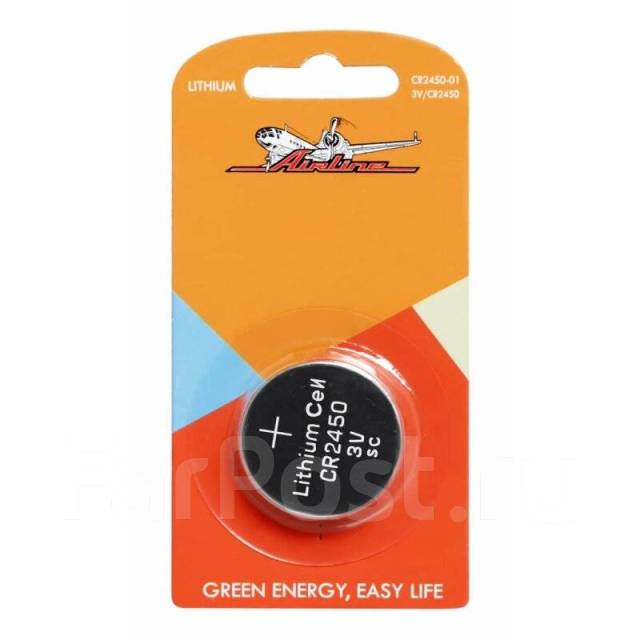 LITHIUM
CR2450-01
3V/CR2450
AIRLINE
Lithium Cell
CR2450
3V
SC
FarPost.ru
GREEN ENERGY, EASY LIFE